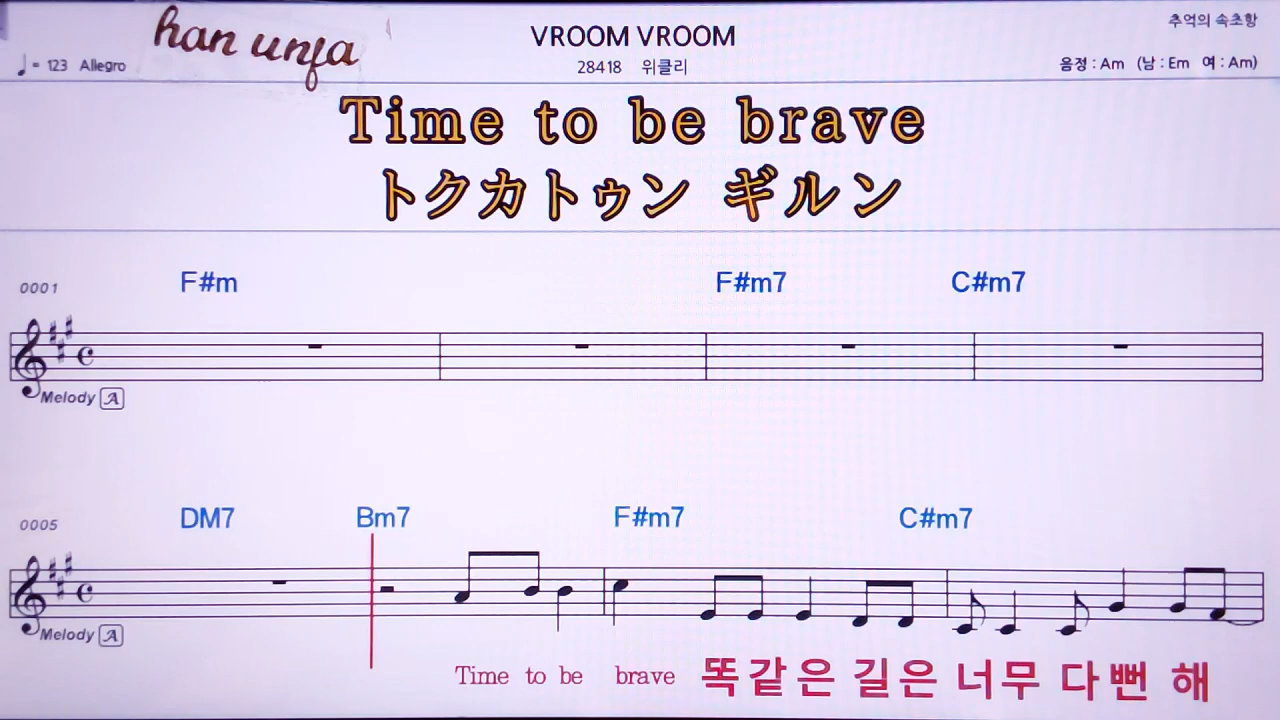 han unja
VROOM VROOM
추억의 속초항
♩= 123 Allegro
28418 위클리
음정 : Am (남 : Em 여 : Am)
Time to be brave
トクカトゥン ギルン
0001 F#m F#m7 C#m7
Melody A
0005 DM7 Bm7 F#m7 C#m7
Melody A
Time to be brave 똑같은 길은 너무 다뻔 해